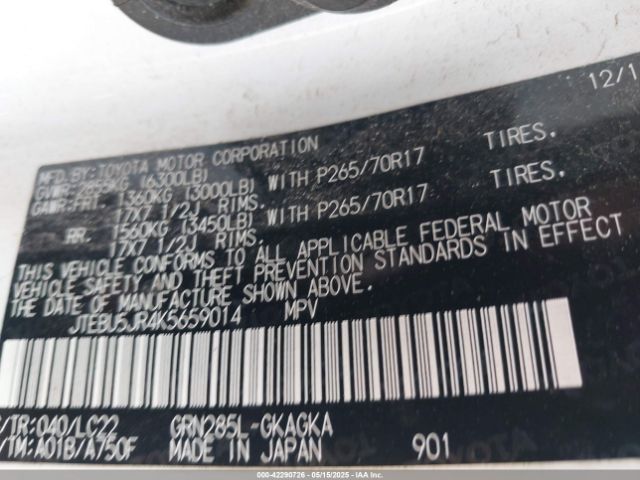 12/1
MFD.BY:TOYOTA MOTOR CORPORATION
GVWR:2855KG (6300LB)
GAWR:FRT. 1360KG (3000LB) WITH P265/70R17 TIRES.
17X7 1/2J RIMS.
RR. 1560KG (3450LB) WITH P265/70R17 TIRES.
17X7 1/2J RIMS.
THIS VEHICLE CONFORMS TO ALL APPLICABLE FEDERAL MOTOR
VEHICLE SAFETY AND THEFT PREVENTION STANDARDS IN EFFECT
ON THE DATE OF MANUFACTURE SHOWN ABOVE.
JTEBU5JR4K5659014 MPV
/TR:040/LC22 GRN285L-GKAGKA
/TM:A01B/A750F MADE IN JAPAN 901
000-42290726 - 05/15/2025 - COPYRIGHT IAA, LLC